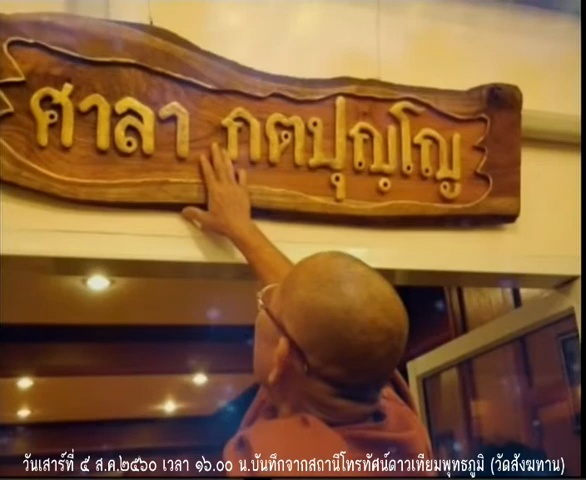 ศาลา กตปุญฺโญ
วันเสาร์ที่ ๕ ส.ค.๒๕๖๐ เวลา ๑๖.๐๐ น.บันทึกจากสถานีโทรทัศน์ดาวเทียมพุทธภูมิ (วัดสังฆทาน)